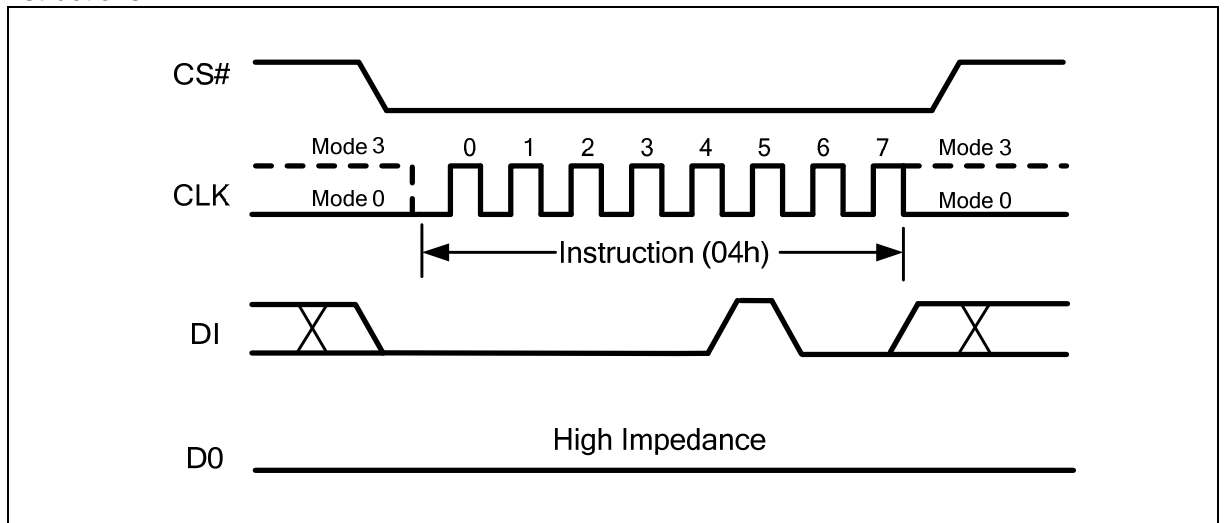 CS#
Mode 3 0 1 2 3 4 5 6 7 Mode 3
CLK
Mode 0 Mode 0
Instruction (04h)
DI
High Impedance
D0